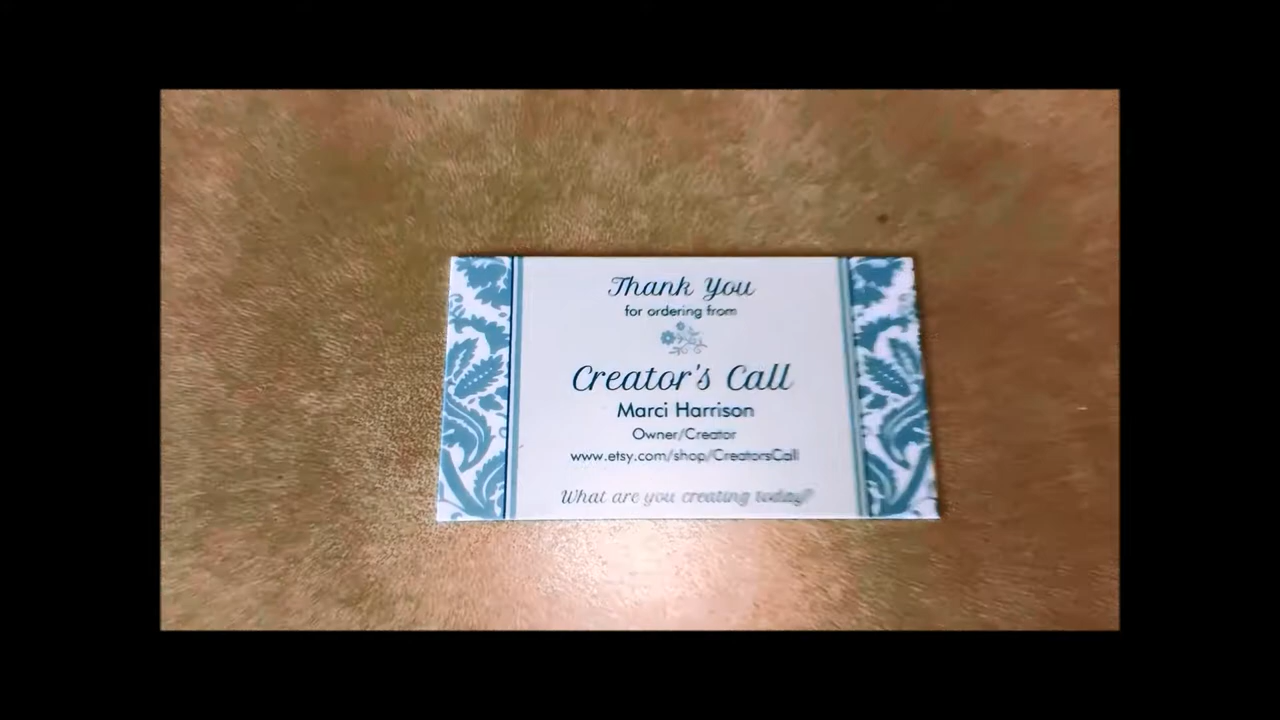 Thank You
for ordering from
Creator's Call
Marci Harrison
Owner/Creator
www.etsy.com/shop/CreatorsCall
What are you creating today?